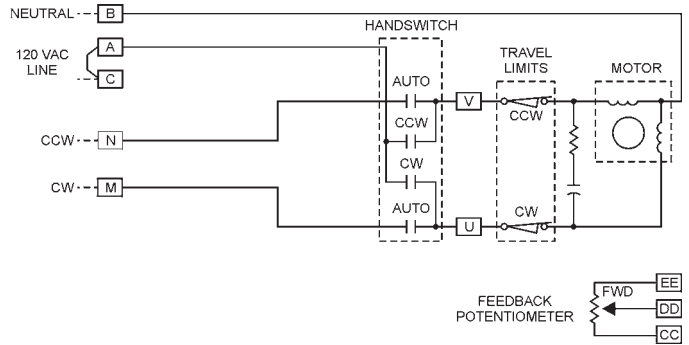 NEUTRAL B
HANDSWITCH
A
120 VAC
LINE
C
TRAVEL
LIMITS
MOTOR
AUTO
V
CCW
CCW
CCW N
CW
CW M
AUTO
U
CW
FEEDBACK
POTENTIOMETER
FWD
EE
DD
CC